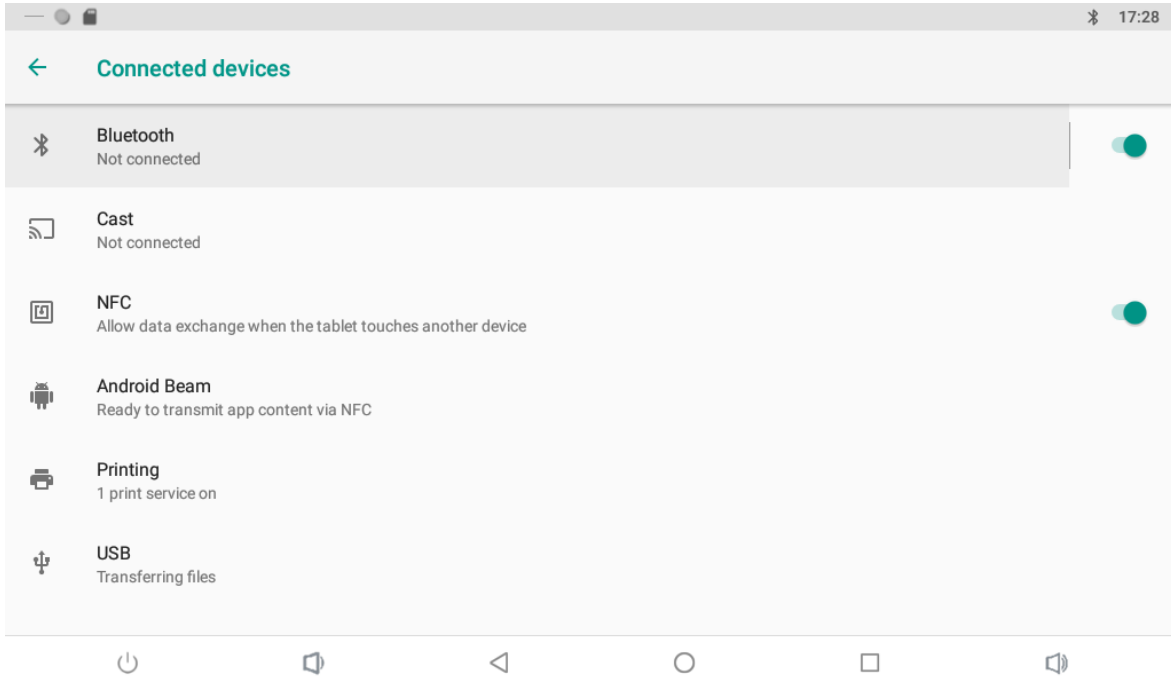 17:28
Connected devices
Bluetooth
Not connected
Cast
Not connected
NFC
Allow data exchange when the tablet touches another device
Android Beam
Ready to transmit app content via NFC
Printing
1 print service on
USB
Transferring files